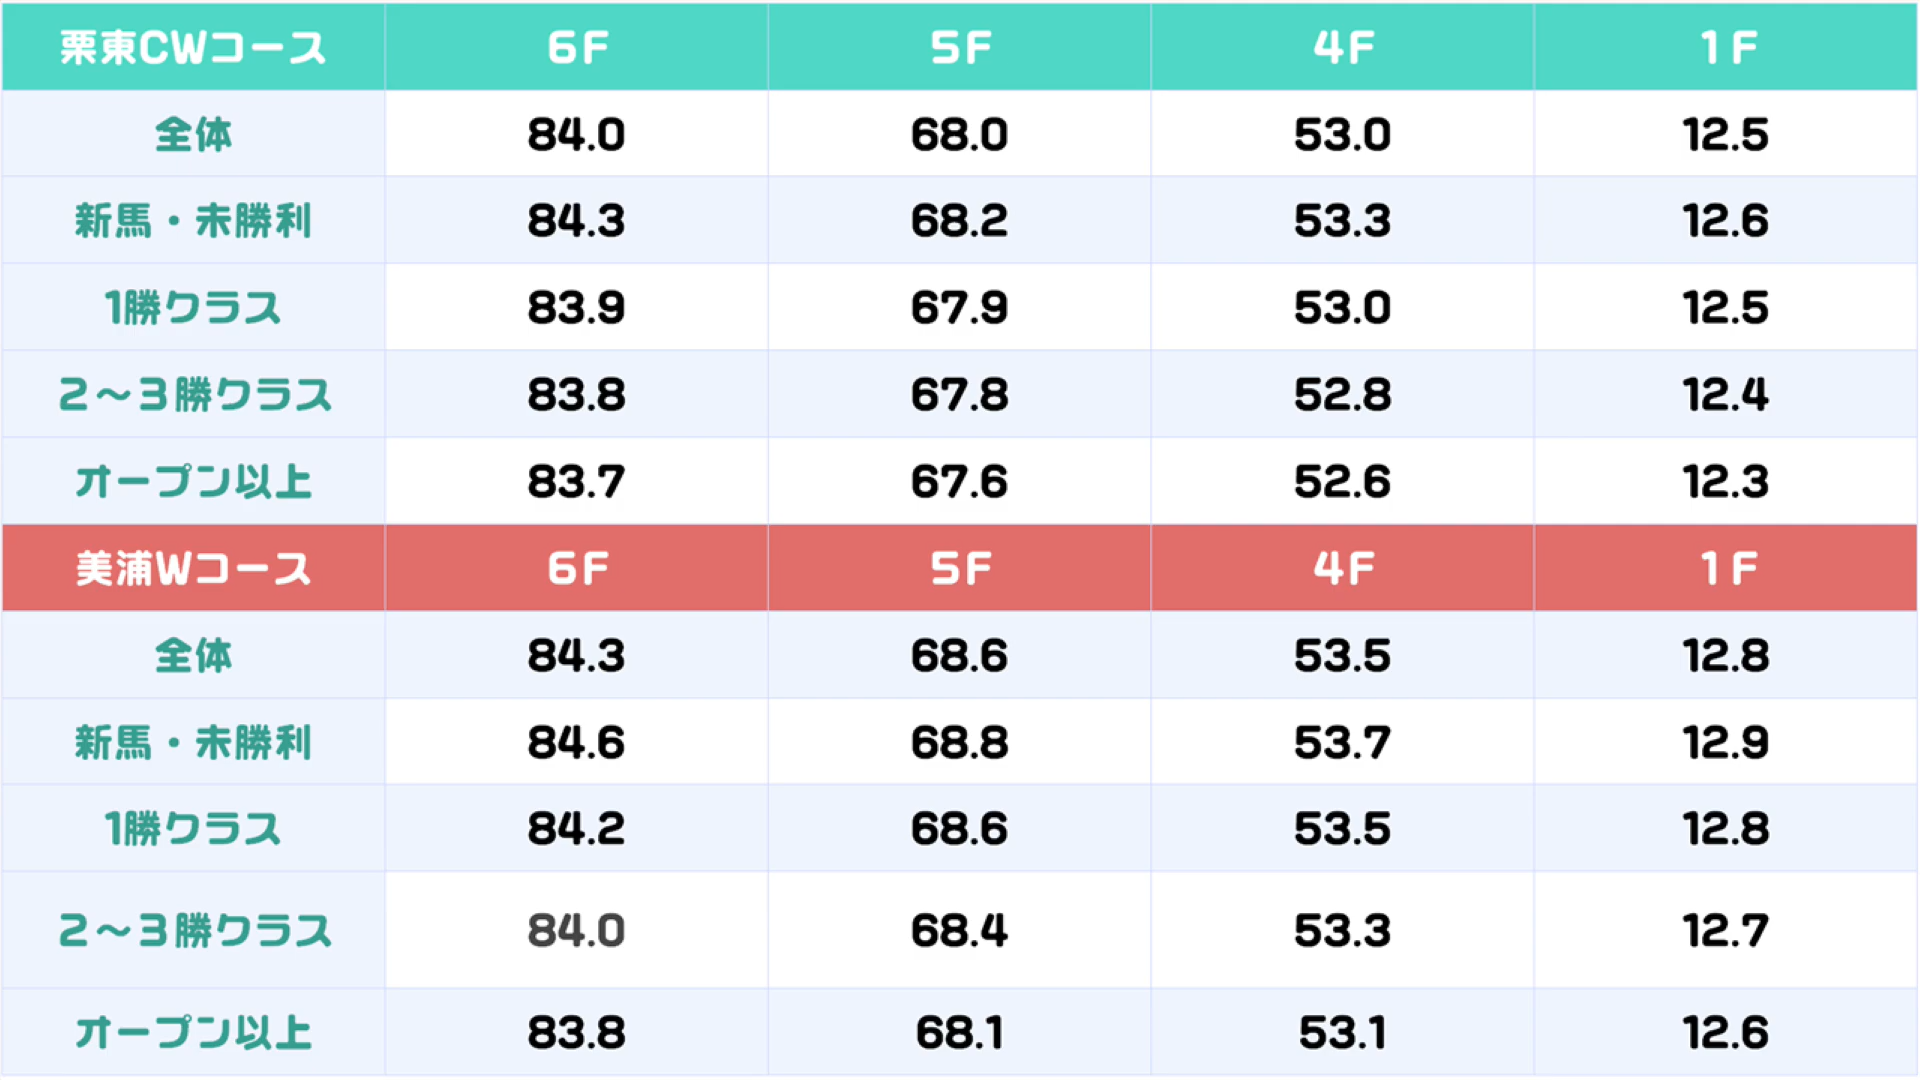 栗東CWコース 6F 5F 4F 1F
全体 84.0 68.0 53.0 12.5
新馬・未勝利 84.3 68.2 53.3 12.6
1勝クラス 83.9 67.9 53.0 12.5
2〜3勝クラス 83.8 67.8 52.8 12.4
オープン以上 83.7 67.6 52.6 12.3
美浦Wコース 6F 5F 4F 1F
全体 84.3 68.6 53.5 12.8
新馬・未勝利 84.6 68.8 53.7 12.9
1勝クラス 84.2 68.6 53.5 12.8
2〜3勝クラス 84.0 68.4 53.3 12.7
オープン以上 83.8 68.1 53.1 12.6